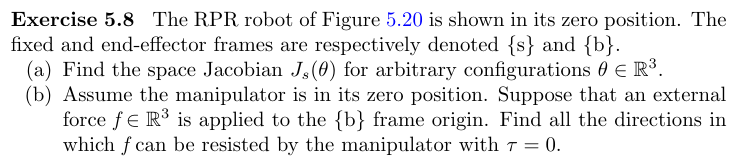 Exercise 5.8 The RPR robot of Figure 5.20 is shown in its zero position. The
fixed and end-effector frames are respectively denoted {s} and {b}.
(a) Find the space Jacobian Jₛ(θ) for arbitrary configurations θ ∈ ℝ³.
(b) Assume the manipulator is in its zero position. Suppose that an external
force f ∈ ℝ³ is applied to the {b} frame origin. Find all the directions in
which f can be resisted by the manipulator with τ = 0.